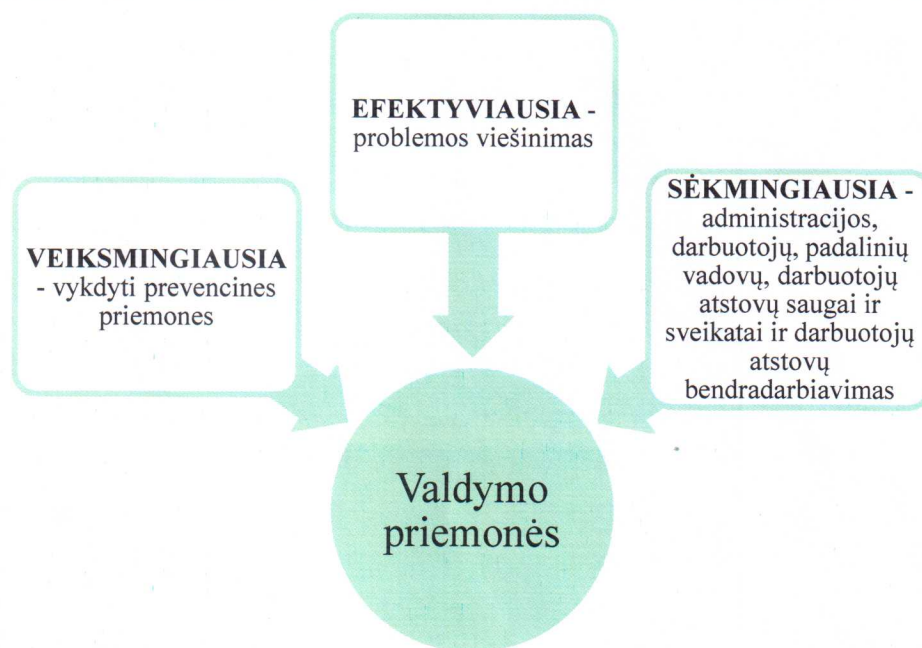 EFEKTYVIAUSIA -
problemos viešinimas
VEIKSMINGIAUSIA
- vykdyti prevencines
priemones
SĖKMINGIAUSIA -
administracijos,
darbuotojų, padalinių
vadovų, darbuotojų
atstovų saugai ir
sveikatai ir darbuotojų
atstovų
bendradarbiavimas
Valdymo
priemonės